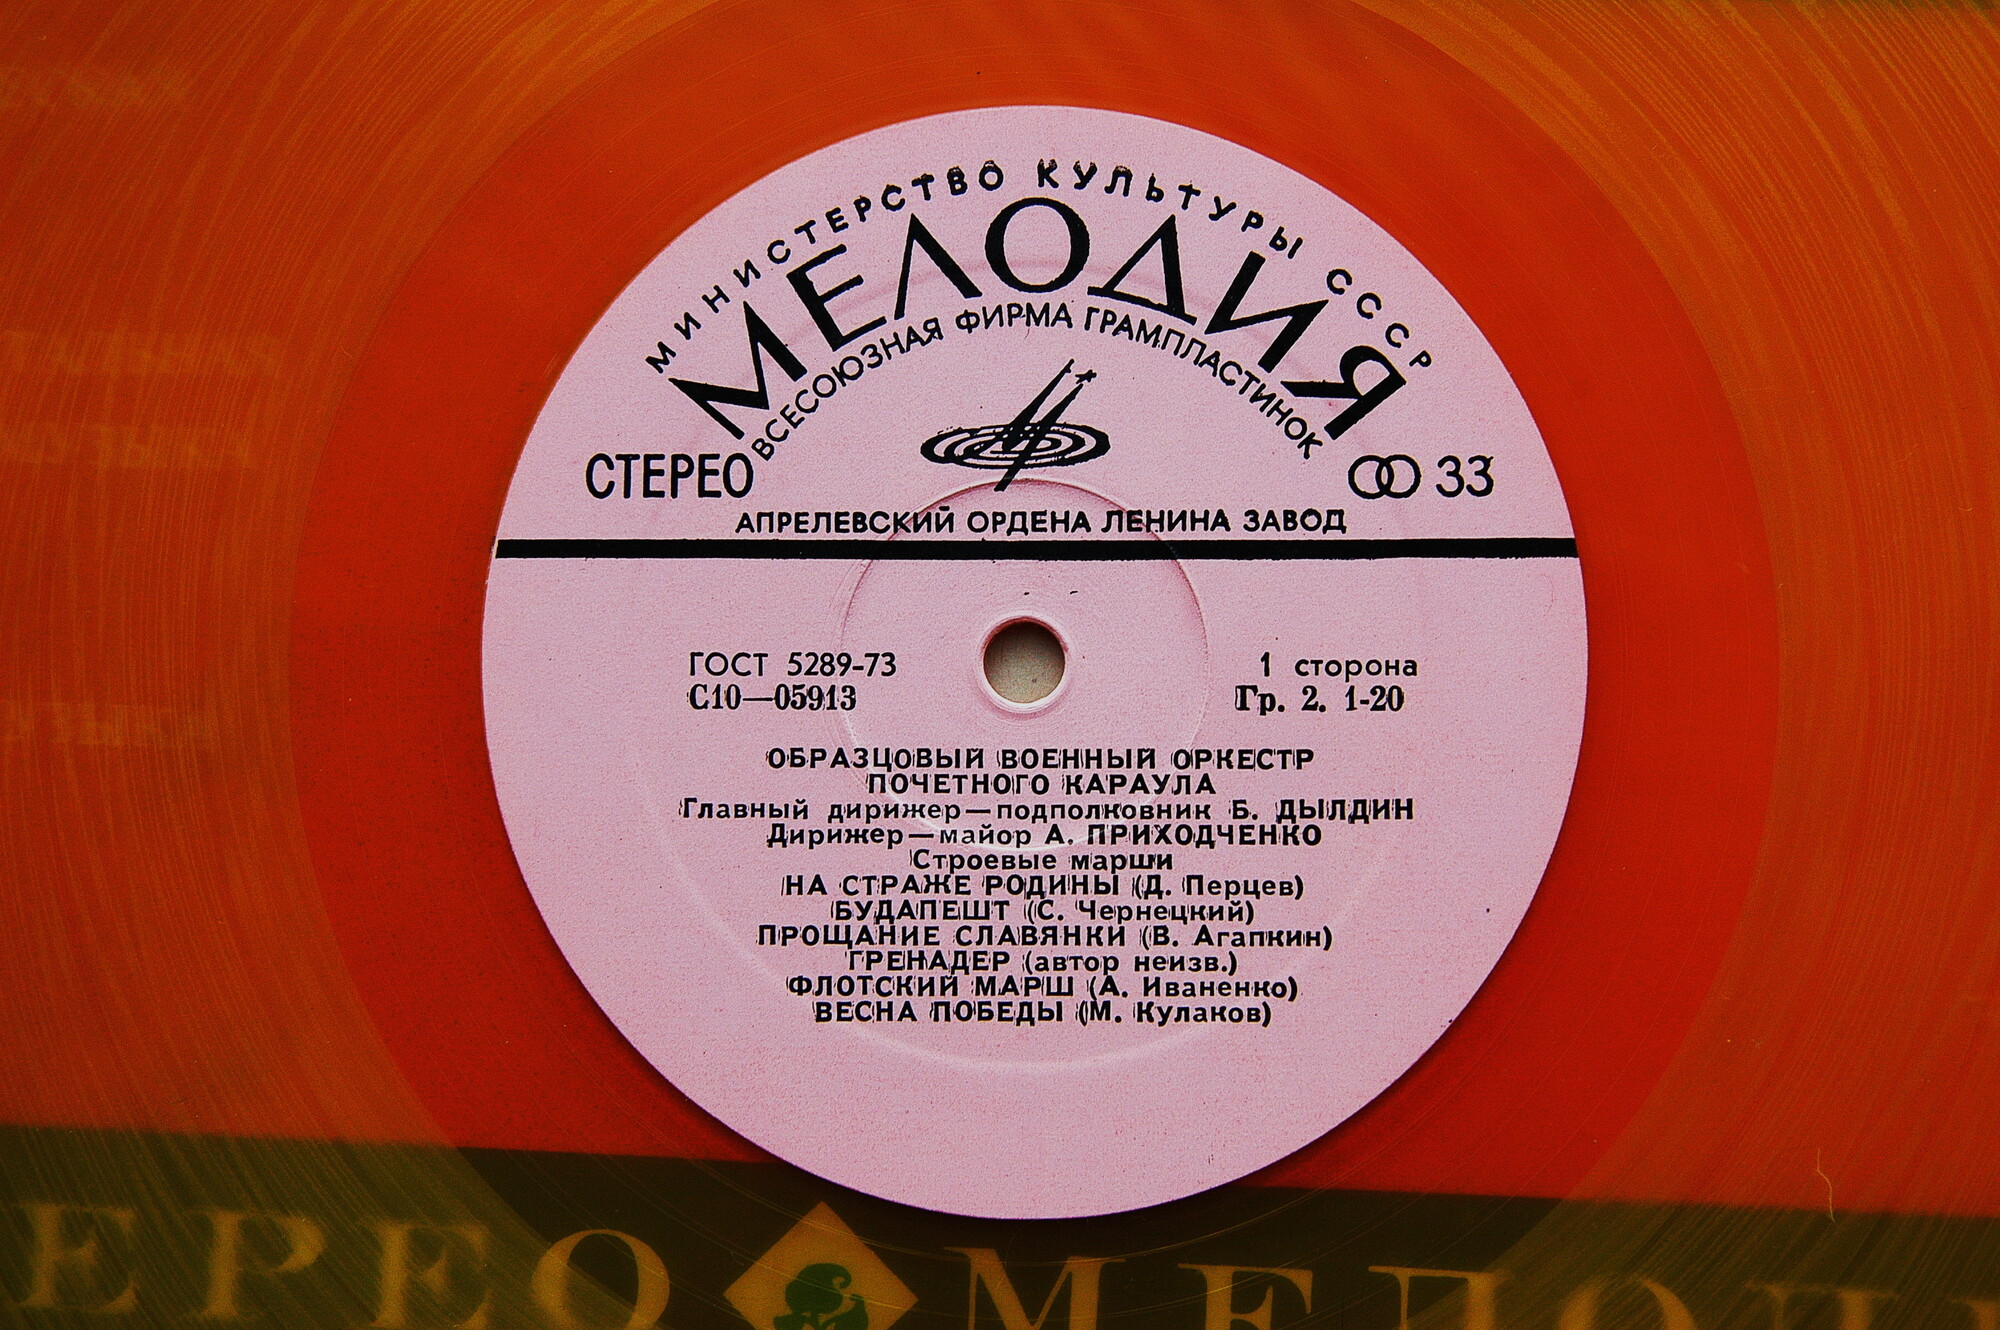 МИНИСТЕРСТВО КУЛЬТУРЫ СССР
МЕЛОДИЯ
ВСЕСОЮЗНАЯ ФИРМА ГРАМПЛАСТИНОК
СТЕРЕО
33
АПРЕЛЕВСКИЙ ОРДЕНА ЛЕНИНА ЗАВОД
ГОСТ 5289-73
1 сторона
С10—05913
Гр. 2. 1-20
ОБРАЗЦОВЫЙ ВОЕННЫЙ ОРКЕСТР
ПОЧЕТНОГО КАРАУЛА
Главный дирижер—подполковник Б. ДЫЛДИН
Дирижер—майор А. ПРИХОДЧЕНКО
Строевые марши
НА СТРАЖЕ РОДИНЫ (Д. Перцев)
БУДАПЕШТ (С. Чернецкий)
ПРОЩАНИЕ СЛАВЯНКИ (В. Агапкин)
ГРЕНАДЕР (автор неизв.)
ФЛОТСКИЙ МАРШ (А. Иваненко)
ВЕСНА ПОБЕДЫ (М. Кулаков)
ЕРЕО МЕЛОДИ